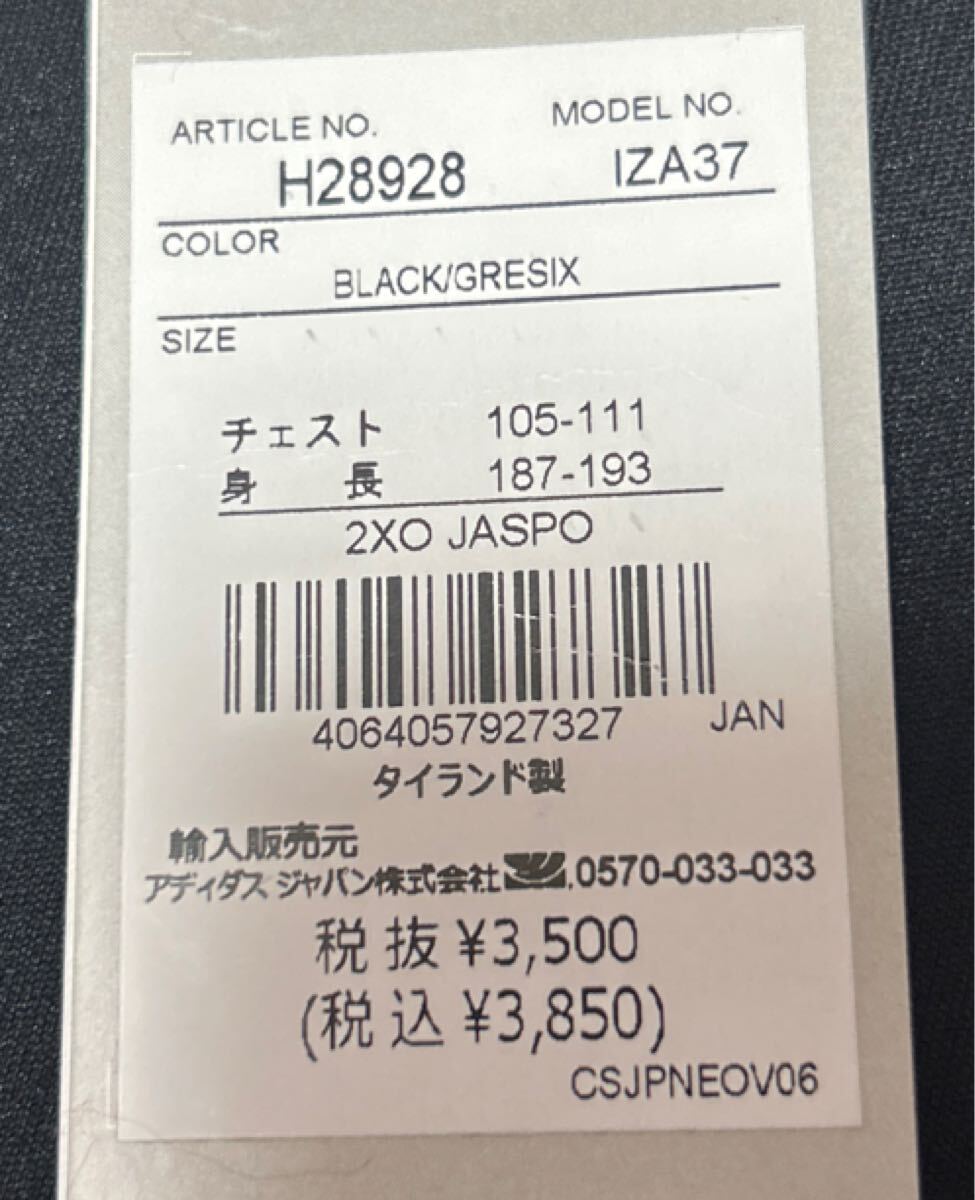 ARTICLE NO. MODEL NO.
H28928 IZA37
COLOR
BLACK/GRESIX
SIZE
チェスト 105-111
身 長 187-193
2XO JASPO
4064057927327 JAN
タイランド製
輸入販売元
アディダス ジャパン株式会社 .0570-033-033
税抜 ¥3,500
(税込 ¥3,850)
CSJPNEOV06